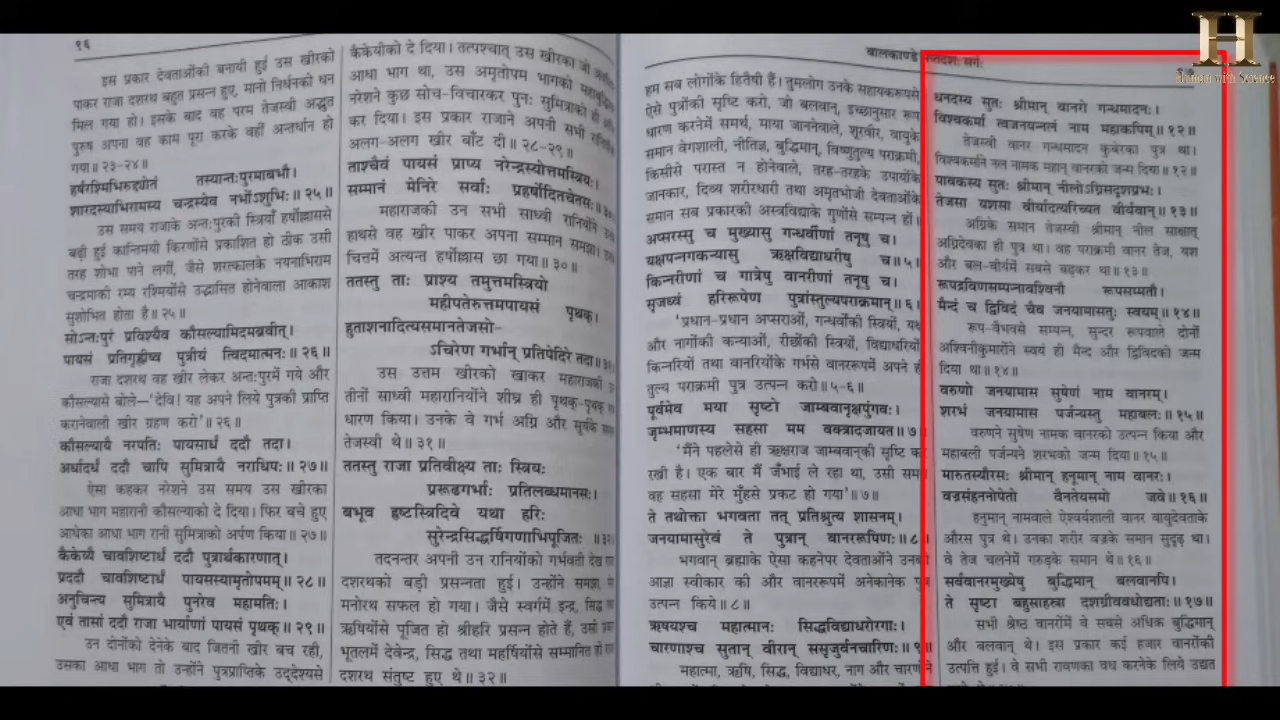 १६
इस प्रकार देवताओंकी बनायी हुई उस खीरको
पाकर राजा दशरथ बहुत प्रसन्न हुए, मानो निर्धनको धन
मिल गया हो। इसके बाद वह परम तेजस्वी अद्भुत
पुरुष अपना वह काम पूरा करके वहीं अन्तर्धान हो
गया॥ २३-२४॥
हर्षरश्मिभिरुद्द्योतं तस्यान्तःपुरमाबभौ।
शारदस्याभिरामस्य चन्द्रस्येव नभोंऽशुभिः॥ २५॥
उस समय राजाके अन्तःपुरकी स्त्रियाँ हर्षोल्लाससे
बढ़ी हुई कान्तिमयी किरणोंसे प्रकाशित हो ठीक उसी
तरह शोभा पाने लगीं, जैसे शरत्कालके नयनाभिराम
चन्द्रमाकी रम्य रश्मियोंसे उद्भासित होनेवाला आकाश
सुशोभित होता है॥ २५॥
सोऽन्तःपुरं प्रविश्यैव कौसल्यामिदमब्रवीत्।
पायसं प्रतिगृह्णीष्व पुत्रीयं त्विदमात्मनः॥ २६॥
राजा दशरथ वह खीर लेकर अन्तःपुरमें गये और
कौसल्यासे बोले—‘देवि! यह अपने लिये पुत्रकी प्राप्ति
करानेवाली खीर ग्रहण करो’॥ २६॥
कौसल्यायै नरपतिः पायसार्धं ददौ तदा।
अर्धादर्धं ददौ चापि सुमित्रायै नराधिपः॥ २७॥
ऐसा कहकर नरेशने उस समय उस खीरका
आधा भाग महारानी कौसल्याको दे दिया। फिर बचे हुए
आधेका आधा भाग रानी सुमित्राको अर्पण किया॥ २७॥
कैकेय्यै चावशिष्टार्धं ददौ पुत्रार्थकारणात्।
प्रददौ चावशिष्टार्धं पायसस्यामृतोपमम्॥ २८॥
अनुचिन्त्य सुमित्रायै पुनरेव महामतिः।
एवं तासां ददौ राजा भार्याणां पायसं पृथक्॥ २९॥
उन दोनोंको देनेके बाद जितनी खीर बच रही,
उसका आधा भाग तो उन्होंने पुत्रप्राप्तिके उद्देश्यसे
कैकेयीको दे दिया। तत्पश्चात् उस खीरका जो
आधा भाग था, उस अमृतोपम भागको महाबुद्धिमान्
नरेशने कुछ सोच-विचारकर पुनः सुमित्राको ही
कर दिया। इस प्रकार राजाने अपनी सभी
अलग-अलग खीर बाँट दी॥ २८-२९॥
ताश्चैवं पायसं प्राप्य नरेन्द्रस्योत्तमस्त्रियः।
सम्मानं मेनिरे सर्वाः प्रहर्षोदितचेतसः॥
महाराजकी उन सभी साध्वी रानियोंने
हाथसे वह खीर पाकर अपना सम्मान समझा।
चित्तमें अत्यन्त हर्षोल्लास छा गया॥ ३०॥
ततस्तु ताः प्राश्य तमुत्तमस्त्रियो
महीपतेरुत्तमपायसं पृथक्।
हुताशनादित्यसमानतेजसो-
ऽचिरेण गर्भान् प्रतिपेदिरे तदा॥
उस उत्तम खीरको खाकर महाराजकी
तीनों साध्वी महारानियोंने शीघ्र ही पृथक्-पृथक्
धारण किया। उनके वे गर्भ अग्नि और सूर्यके
तेजस्वी थे॥ ३१॥
ततस्तु राजा प्रतिवीक्ष्य ताः स्त्रियः
प्ररूढगर्भाः प्रतिलब्धमानसः।
बभूव हृष्टस्त्रिदिवे यथा हरिः
सुरेन्द्रसिद्धर्षिगणाभिपूजितः॥
तदनन्तर अपनी उन रानियोंको गर्भवती देख
दशरथको बड़ी प्रसन्नता हुई। उन्होंने समझा,
मनोरथ सफल हो गया। जैसे स्वर्गमें इन्द्र, सिद्ध
ऋषियोंसे पूजित हो श्रीहरि प्रसन्न होते हैं,
भूतलमें देवेन्द्र, सिद्ध तथा महर्षियोंसे सम्मानित हो
दशरथ संतुष्ट हुए थे॥ ३२॥
बालकाण्डे सप्तदशः सर्गः
हम सब लोगोंके हितैषी हैं। तुमलोग उनके सहायकरूपसे
ऐसे पुत्रोंकी सृष्टि करो, जो बलवान्, इच्छानुसार रूप
धारण करनेमें समर्थ, माया जाननेवाले, शूरवीर, वायुके
समान वेगशाली, नीतिज्ञ, बुद्धिमान्, विष्णुतुल्य पराक्रमी,
किसीसे परास्त न होनेवाले, तरह-तरहके उपायोंके
जानकार, दिव्य शरीरधारी तथा अमृतभोजी देवताओंके
समान सब प्रकारकी अस्त्रविद्याके गुणोंसे सम्पन्न हों।
अप्सरस्सु च मुख्यासु गन्धर्वीणां तनूषु च।
यक्षपन्नगकन्यासु ऋक्षविद्याधरीषु च॥ ५।
किन्नरीणां च गात्रेषु वानरीणां तनूषु च।
सृजध्वं हरिरूपेण पुत्रांस्तुल्यपराक्रमान्॥ ६।
‘प्रधान-प्रधान अप्सराओं, गन्धर्वोंकी स्त्रियों,
और नागोंकी कन्याओं, रीछोंकी स्त्रियों, विद्याधरियों
किन्नरियों तथा वानरियोंके गर्भसे वानररूपमें अपने ही
तुल्य पराक्रमी पुत्र उत्पन्न करो॥ ५-६॥
पूर्वमेव मया सृष्टो जाम्बवानृक्षपुंगवः।
जृम्भमाणस्य सहसा मम वक्त्रादजायत॥ ७
‘मैंने पहलेसे ही ऋक्षराज जाम्बवान्‌की सृष्टि कर
रखी है। एक बार मैं जँभाई ले रहा था, उसी समय
वह सहसा मेरे मुँहसे प्रकट हो गया’॥ ७॥
ते तथोक्ता भगवता तत् प्रतिश्रुत्य शासनम्।
जनयामासुरेवं ते पुत्रान् वानररूपिणः॥ ८
भगवान् ब्रह्माके ऐसा कहनेपर देवताओंने उनकी
आज्ञा स्वीकार की और वानररूपमें अनेकानेक पुत्र
उत्पन्न किये॥ ८॥
ऋषयश्च महात्मानः सिद्धविद्याधरोरगाः।
चारणाश्च सुतान् वीरान् ससृजुर्वनचारिणः॥ ९
महात्मा, ऋषि, सिद्ध, विद्याधर, नाग और चारणोंने
धनदस्य सुतः श्रीमान् वानरो गन्धमादनः।
विश्वकर्मा त्वजनयन्नलं नाम महाकपिम्॥ १२॥
तेजस्वी वानर गन्धमादन कुबेरका पुत्र था।
विश्वकर्माने नल नामक महान् वानरको जन्म दिया॥ १२॥
पावकस्य सुतः श्रीमान् नीलोऽग्निसदृशप्रभः।
तेजसा यशसा वीर्यादत्यरिच्यत वीर्यवान्॥ १३॥
अग्निके समान तेजस्वी श्रीमान् नील साक्षात्
अग्निदेवका ही पुत्र था। वह पराक्रमी वानर तेज, यश
और बल-वीर्यमें सबसे बढ़कर था॥ १३॥
रूपद्रविणसम्पन्नावश्विनौ रूपसम्मतौ।
मैन्दं च द्विविदं चैव जनयामासतुः स्वयम्॥ १४॥
रूप-वैभवसे सम्पन्न, सुन्दर रूपवाले दोनों
अश्विनीकुमारोंने स्वयं ही मैन्द और द्विविदको जन्म
दिया था॥ १४॥
वरुणो जनयामास सुषेणं नाम वानरम्।
शरभं जनयामास पर्जन्यस्तु महाबलः॥ १५॥
वरुणने सुषेण नामक वानरको उत्पन्न किया और
महाबली पर्जन्यने शरभको जन्म दिया॥ १५॥
मारुतस्यौरसः श्रीमान् हनूमान् नाम वानरः।
वज्रसंहननोपेतो वैनतेयसमो जवे॥ १६॥
हनुमान् नामवाले ऐश्वर्यशाली वानर वायुदेवताके
औरस पुत्र थे। उनका शरीर वज्रके समान सुदृढ़ था।
वे तेज चलनेमें गरुड़के समान थे॥ १६॥
सर्ववानरमुख्येषु बुद्धिमान् बलवानपि।
ते सृष्टा बहुसाहस्रा दशग्रीववधोद्यताः॥ १७॥
सभी श्रेष्ठ वानरोंमें वे सबसे अधिक बुद्धिमान्
और बलवान् थे। इस प्रकार कई हजार वानरोंकी
उत्पत्ति हुई। वे सभी रावणका वध करनेके लिये उद्यत
H
Human with Science